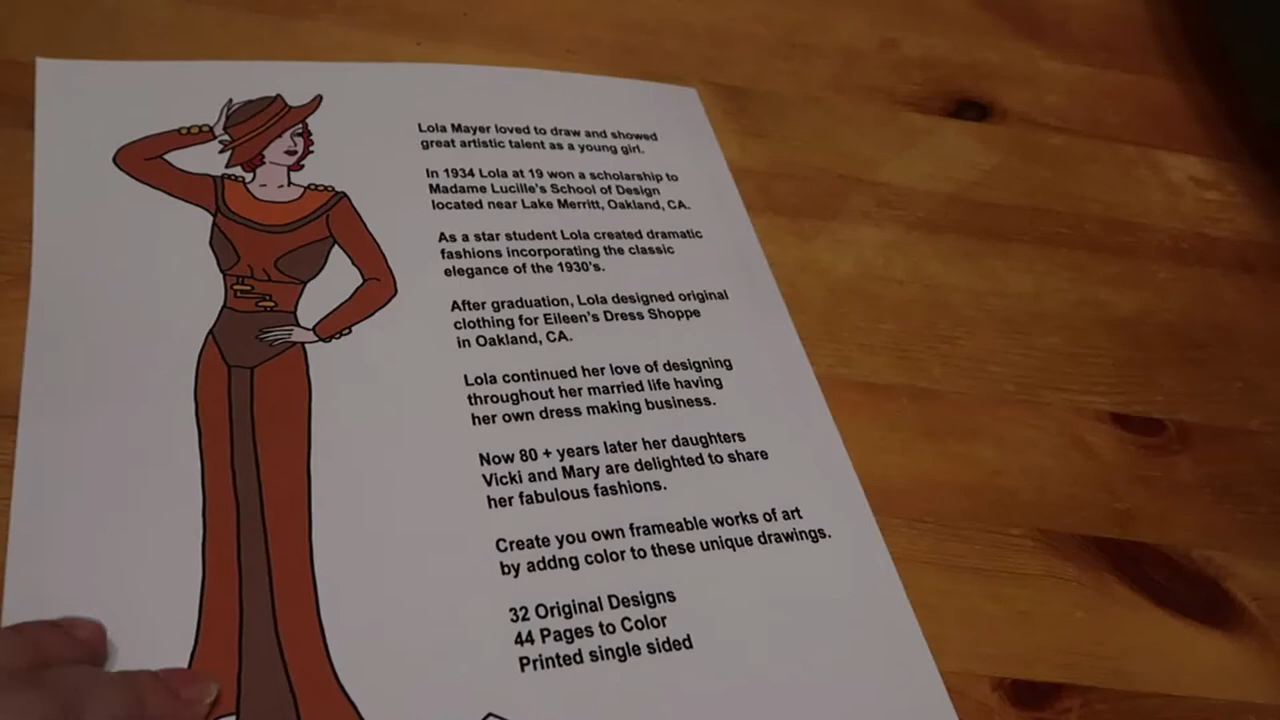 Lola Mayer loved to draw and showed
great artistic talent as a young girl.
In 1934 Lola at 19 won a scholarship to
Madame Lucille's School of Design
located near Lake Merritt, Oakland, CA.
As a star student Lola created dramatic
fashions incorporating the classic
elegance of the 1930's.
After graduation, Lola designed original
clothing for Eileen's Dress Shoppe
in Oakland, CA.
Lola continued her love of designing
throughout her married life having
her own dress making business.
Now 80 + years later her daughters
Vicki and Mary are delighted to share
her fabulous fashions.
Create you own frameable works of art
by addng color to these unique drawings.
32 Original Designs
44 Pages to Color
Printed single sided